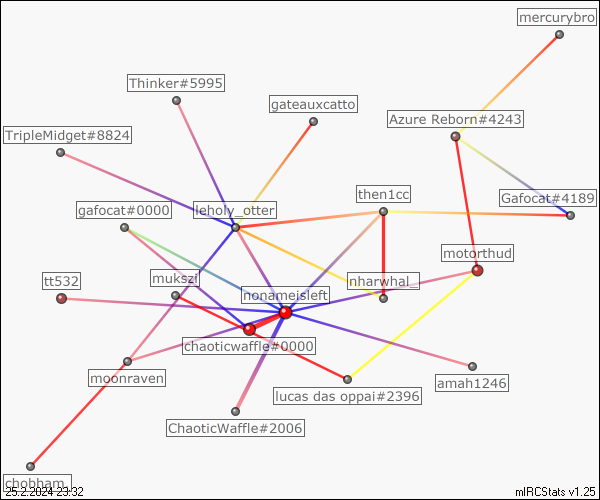 mercurybro
Thinker#5995
gateauxcatto
Azure Reborn#4243
TripleMidget#8824
then1cc
Gafocat#4189
gafocat#0000
leholy_otter
motorthud
tt532
mukszi
nharwhal_
nonameisleft
chaoticwaffle#0000
moonraven
amah1246
lucas das oppai#2396
ChaoticWaffle#2006
chobham_
25.2.2024 23:32
mIRCStats v1.25